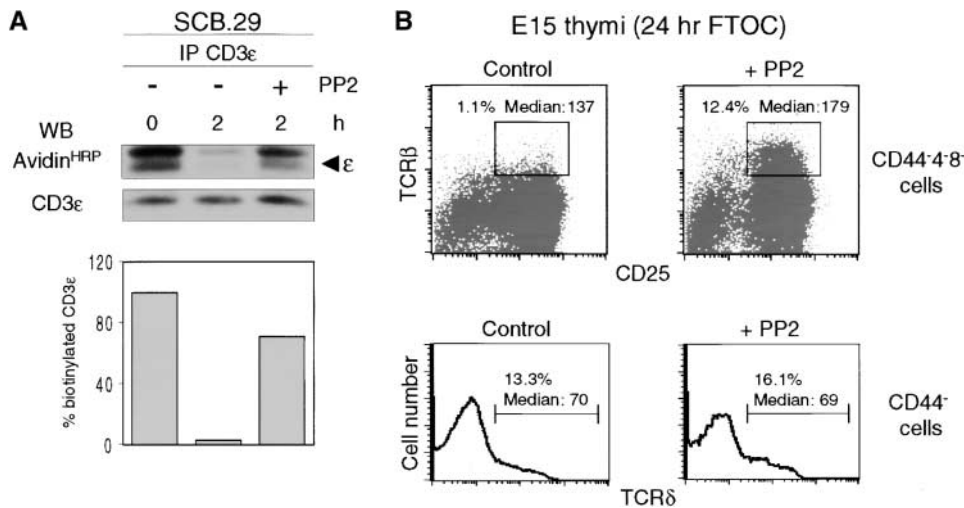 A
SCB.29
IP CD3ε
- - + PP2
WB 0 2 2 h
AvidinHRP
ε
CD3ε
% biotinylated CD3ε
120
80
40
0
B
E15 thymi (24 hr FTOC)
Control
+ PP2
1.1% Median:137
12.4% Median:179
TCRβ
CD44-4-8-
cells
CD25
Control
+ PP2
Cell number
13.3%
Median: 70
16.1%
Median: 69
CD44-
cells
TCRδ